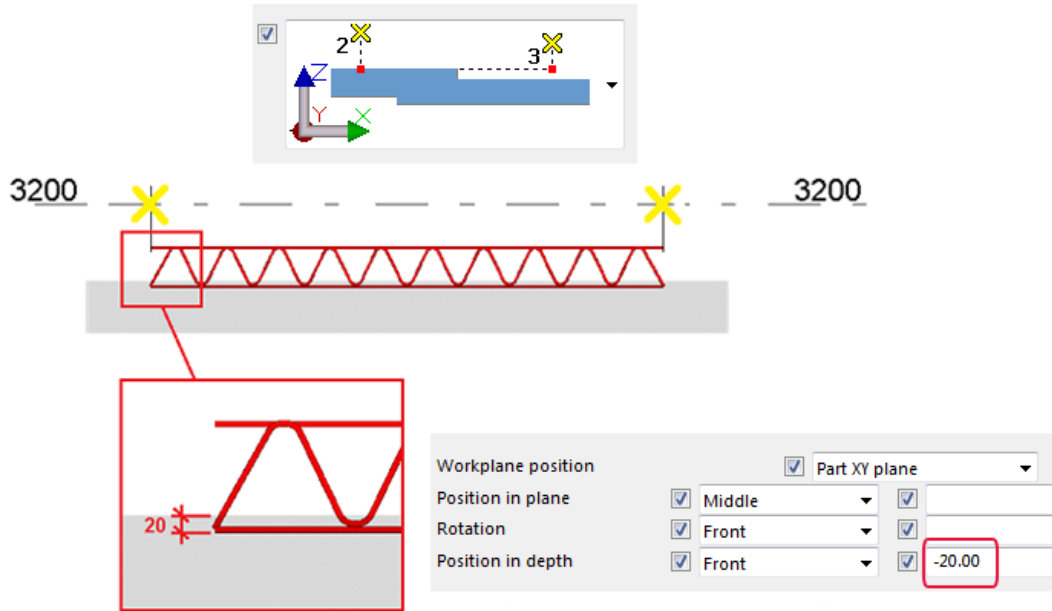 2 3
Z
Y X
3200 3200
20
Workplane position Part XY plane
Position in plane Middle
Rotation Front
Position in depth Front -20.00